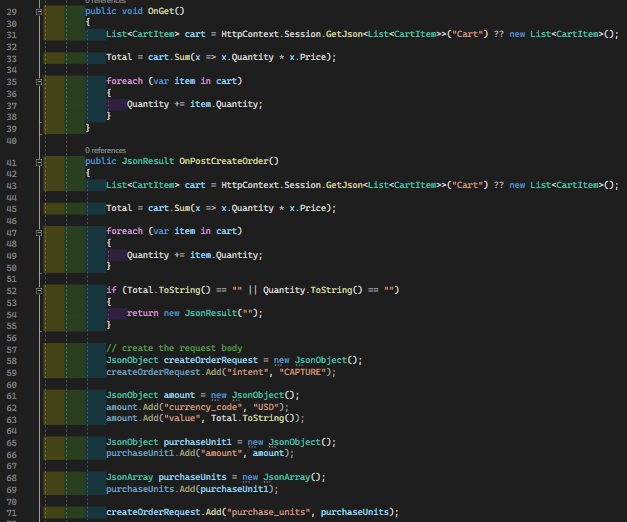 0 references
29 public void OnGet()
30 {
31 List<CartItem> cart = HttpContext.Session.GetJson<List<CartItem>>("Cart") ?? new List<CartItem>();
32
33 Total = cart.Sum(x => x.Quantity * x.Price);
34
35 foreach (var item in cart)
36 {
37 Quantity += item.Quantity;
38 }
39 }
40
0 references
41 public JsonResult OnPostCreateOrder()
42 {
43 List<CartItem> cart = HttpContext.Session.GetJson<List<CartItem>>("Cart") ?? new List<CartItem>();
44
45 Total = cart.Sum(x => x.Quantity * x.Price);
46
47 foreach (var item in cart)
48 {
49 Quantity += item.Quantity;
50 }
51
52 if (Total.ToString() == "" || Quantity.ToString() == "")
53 {
54 return new JsonResult("");
55 }
56
57 // create the request body
58 JsonObject createOrderRequest = new JsonObject();
59 createOrderRequest.Add("intent", "CAPTURE");
60
61 JsonObject amount = new JsonObject();
62 amount.Add("currency_code", "USD");
63 amount.Add("value", Total.ToString());
64
65 JsonObject purchaseUnit1 = new JsonObject();
66 purchaseUnit1.Add("amount", amount);
67
68 JsonArray purchaseUnits = new JsonArray();
69 purchaseUnits.Add(purchaseUnit1);
70
71 createOrderRequest.Add("purchase_units", purchaseUnits);